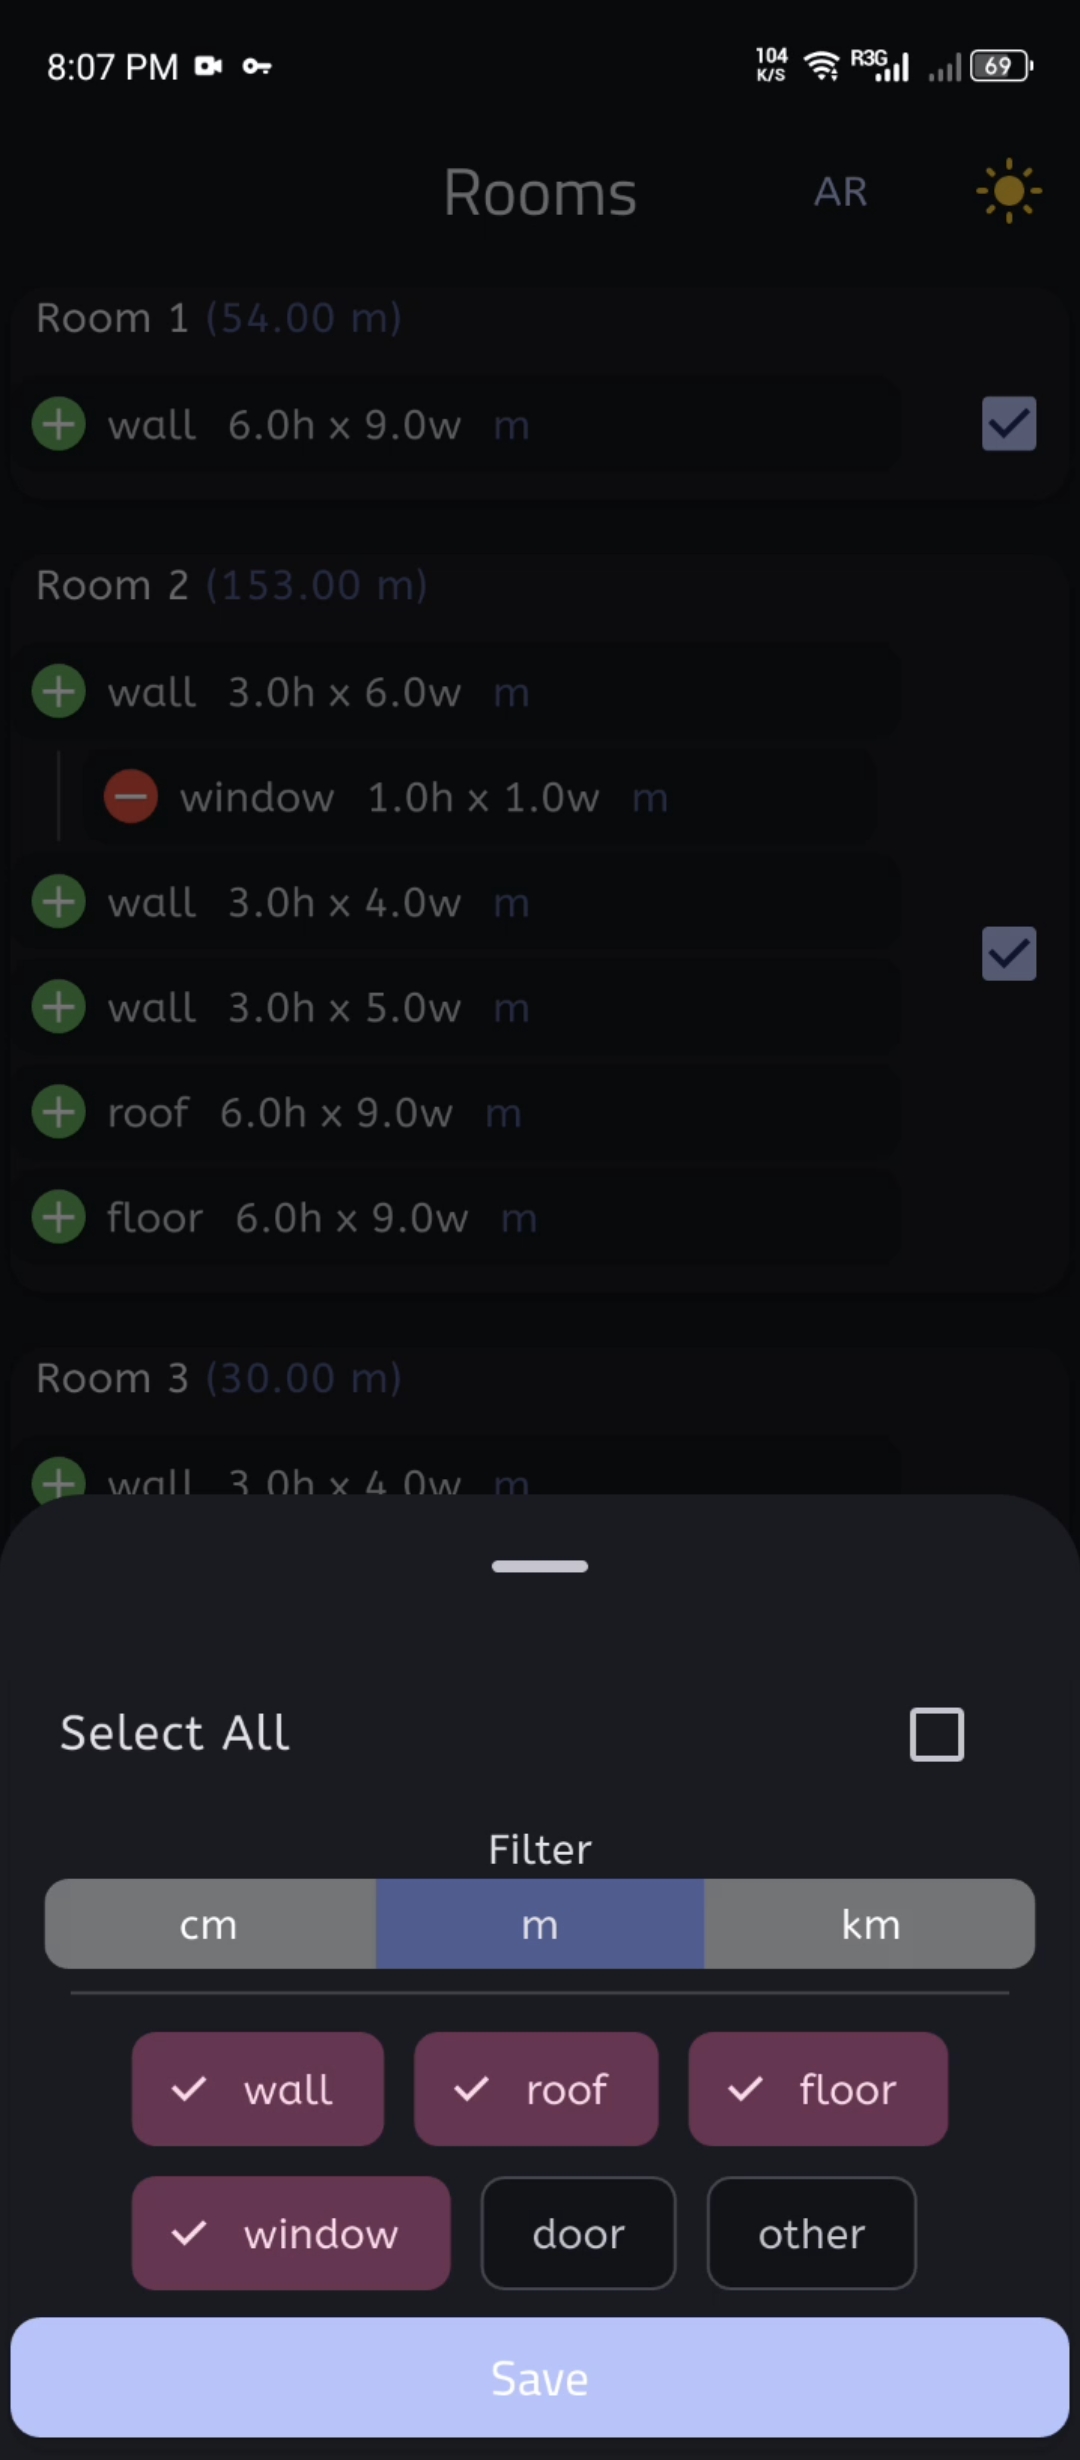 8:07 PM
104 K/S R3G 69
Rooms AR
Room 1 (54.00 m)
wall 6.0h x 9.0w m
Room 2 (153.00 m)
wall 3.0h x 6.0w m
window 1.0h x 1.0w m
wall 3.0h x 4.0w m
wall 3.0h x 5.0w m
roof 6.0h x 9.0w m
floor 6.0h x 9.0w m
Room 3 (30.00 m)
wall 3.0h x 4.0w m
Select All
Filter
cm m km
wall roof floor
window door other
Save